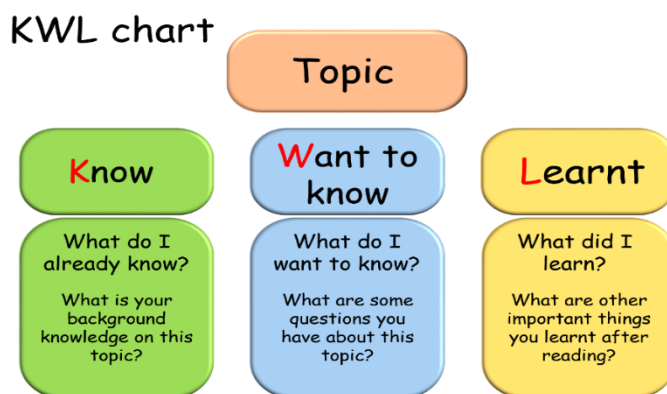 KWL chart
Topic
Know
Want to
know
Learnt
What do I
already know?
What is your
background
knowledge on this
topic?
What do I
want to know?
What are some
questions you
have about this
topic?
What did I
learn?
What are other
important things
you learnt after
reading?